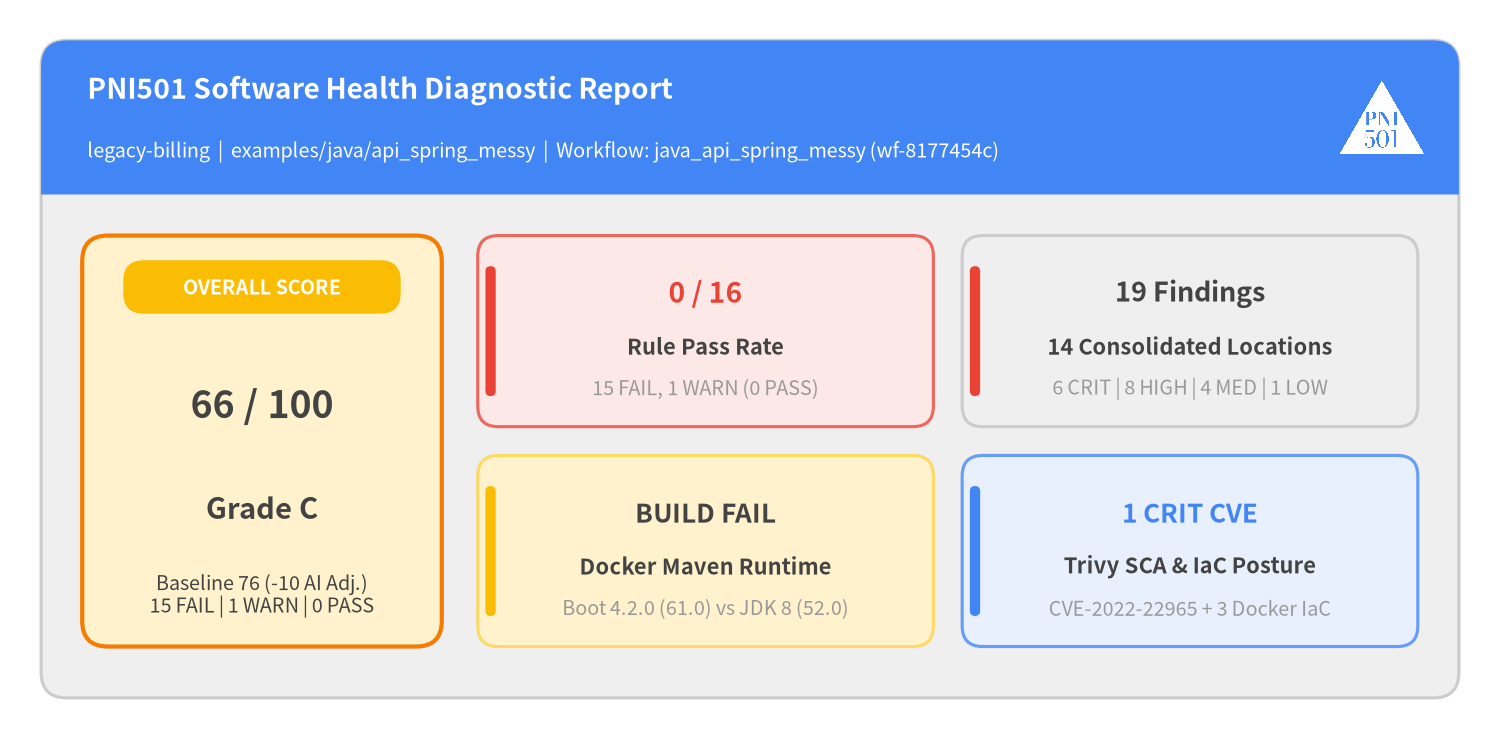 PNI501 Software Health Diagnostic Report
legacy-billing | examples/java/api_spring_messy | Workflow: java_api_spring_messy (wf-8177454c)
PNI
501
OVERALL SCORE
66 / 100
Grade C
Baseline 76 (-10 AI Adj.)
15 FAIL | 1 WARN | 0 PASS
0 / 16
Rule Pass Rate
15 FAIL, 1 WARN (0 PASS)
19 Findings
14 Consolidated Locations
6 CRIT | 8 HIGH | 4 MED | 1 LOW
BUILD FAIL
Docker Maven Runtime
Boot 4.2.0 (61.0) vs JDK 8 (52.0)
1 CRIT CVE
Trivy SCA & IaC Posture
CVE-2022-22965 + 3 Docker IaC